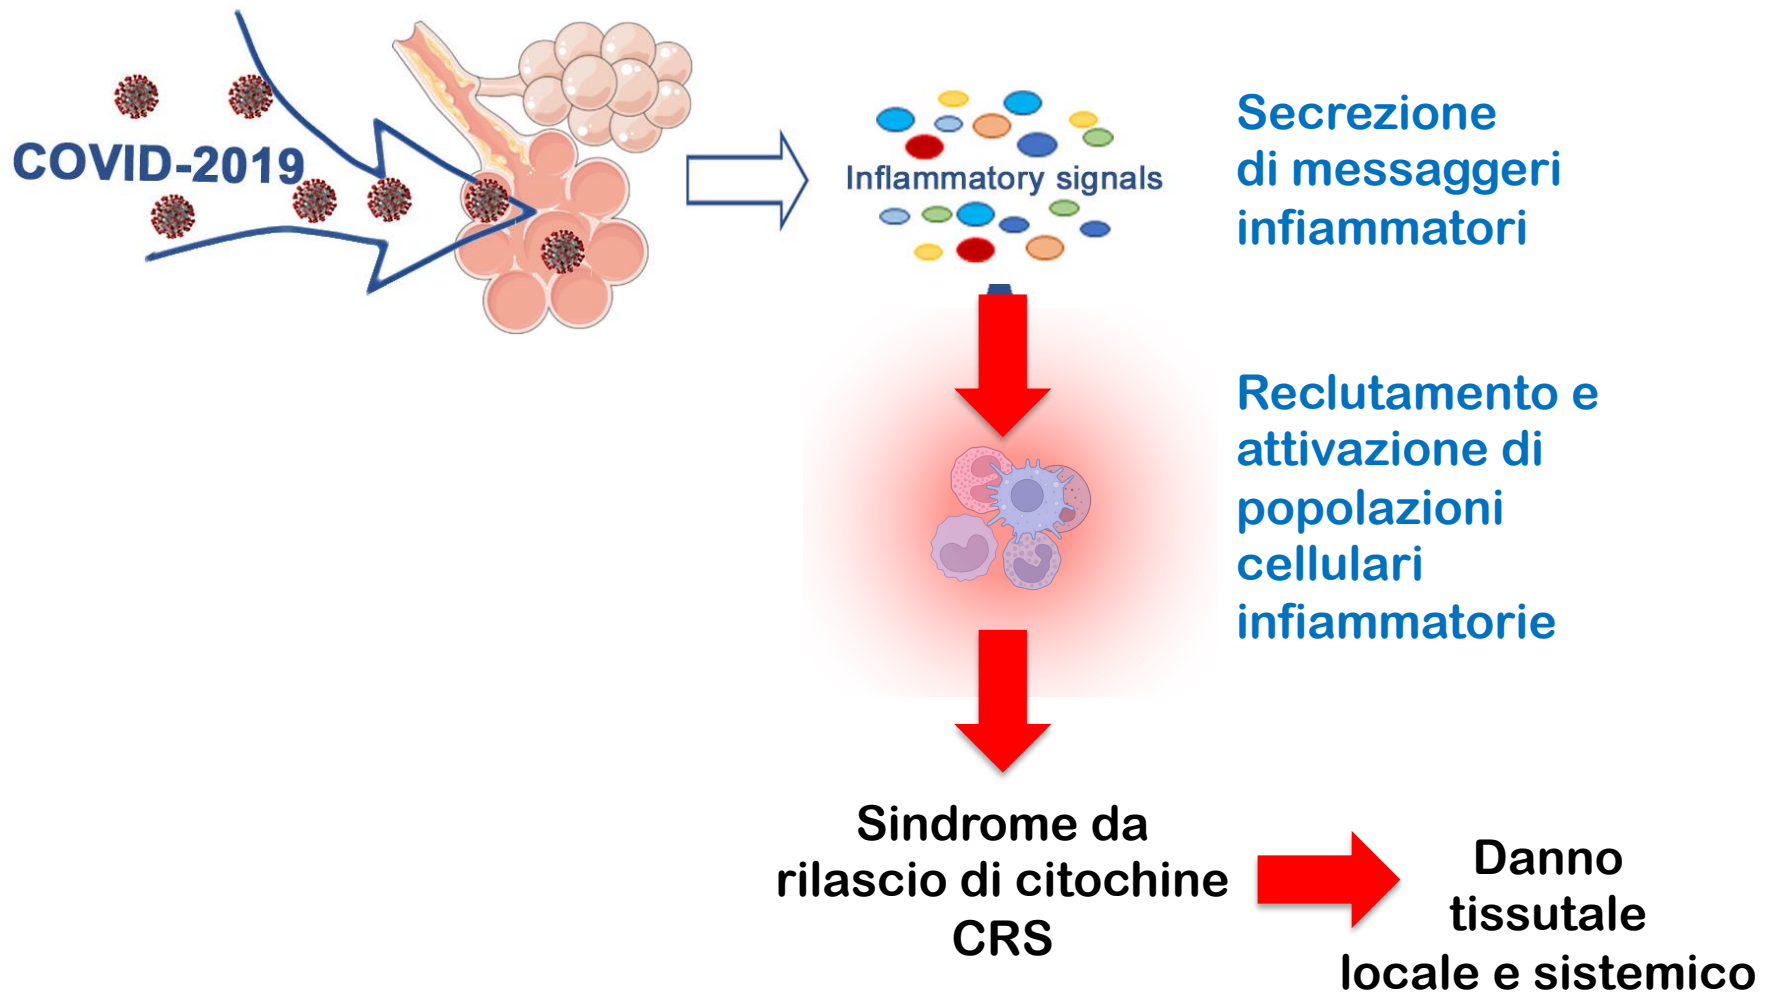 COVID-2019
Inflammatory signals
Secrezione
di messaggeri
infiammatori
Reclutamento e
attivazione di
popolazioni
cellulari
infiammatorie
Sindrome da
rilascio di citochine
CRS
Danno
tissutale
locale e sistemico